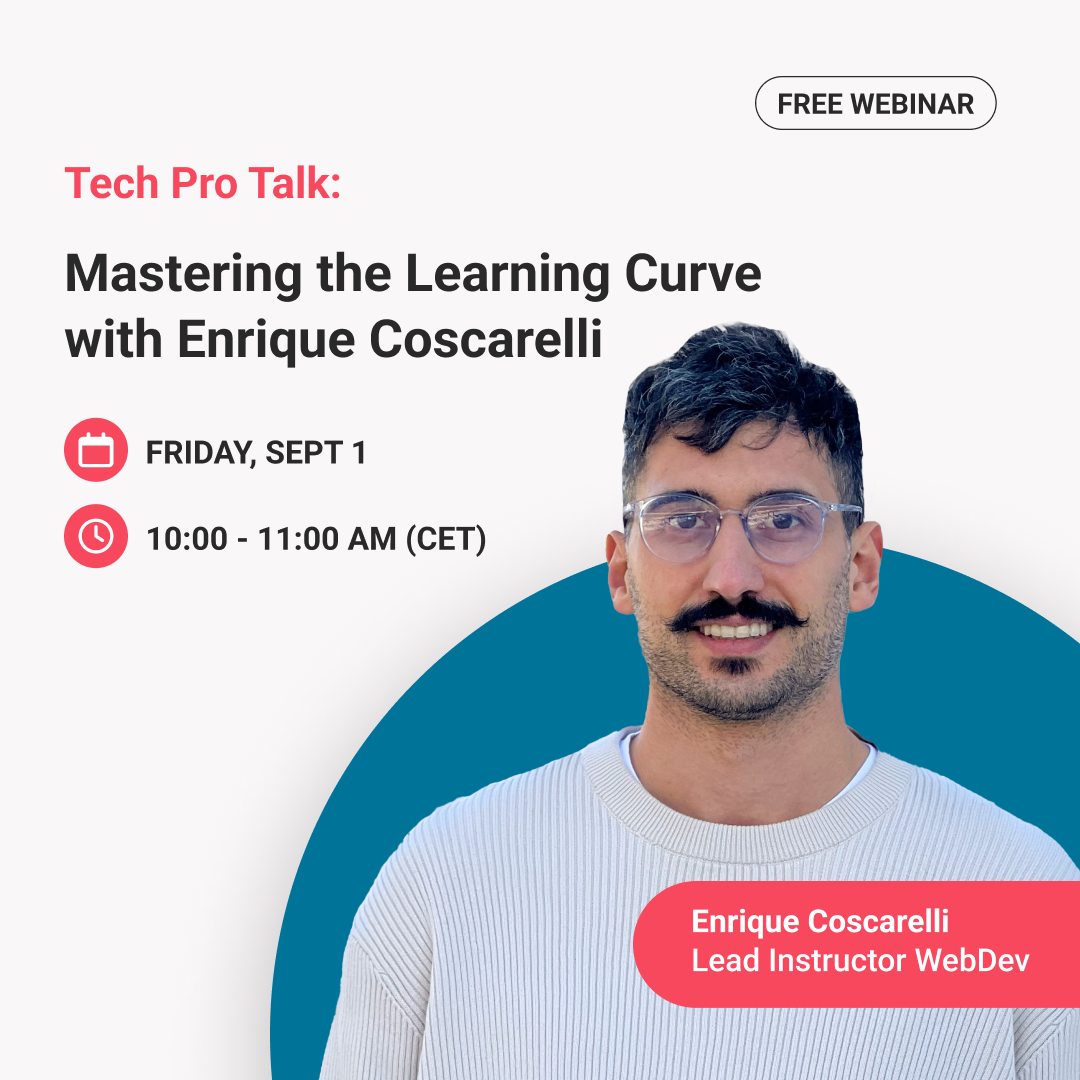 FREE WEBINAR
Tech Pro Talk:
Mastering the Learning Curve
with Enrique Coscarelli
FRIDAY, SEPT 1
10:00 - 11:00 AM (CET)
Enrique Coscarelli
Lead Instructor WebDev